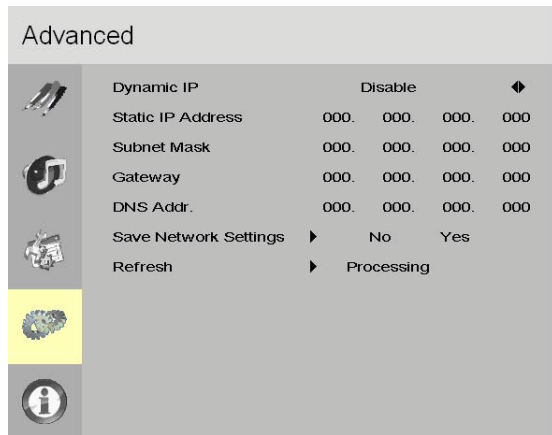 Advanced
Dynamic IP Disable
Static IP Address 000. 000. 000. 000
Subnet Mask 000. 000. 000. 000
Gateway 000. 000. 000. 000
DNS Addr. 000. 000. 000. 000
Save Network Settings No Yes
Refresh Processing